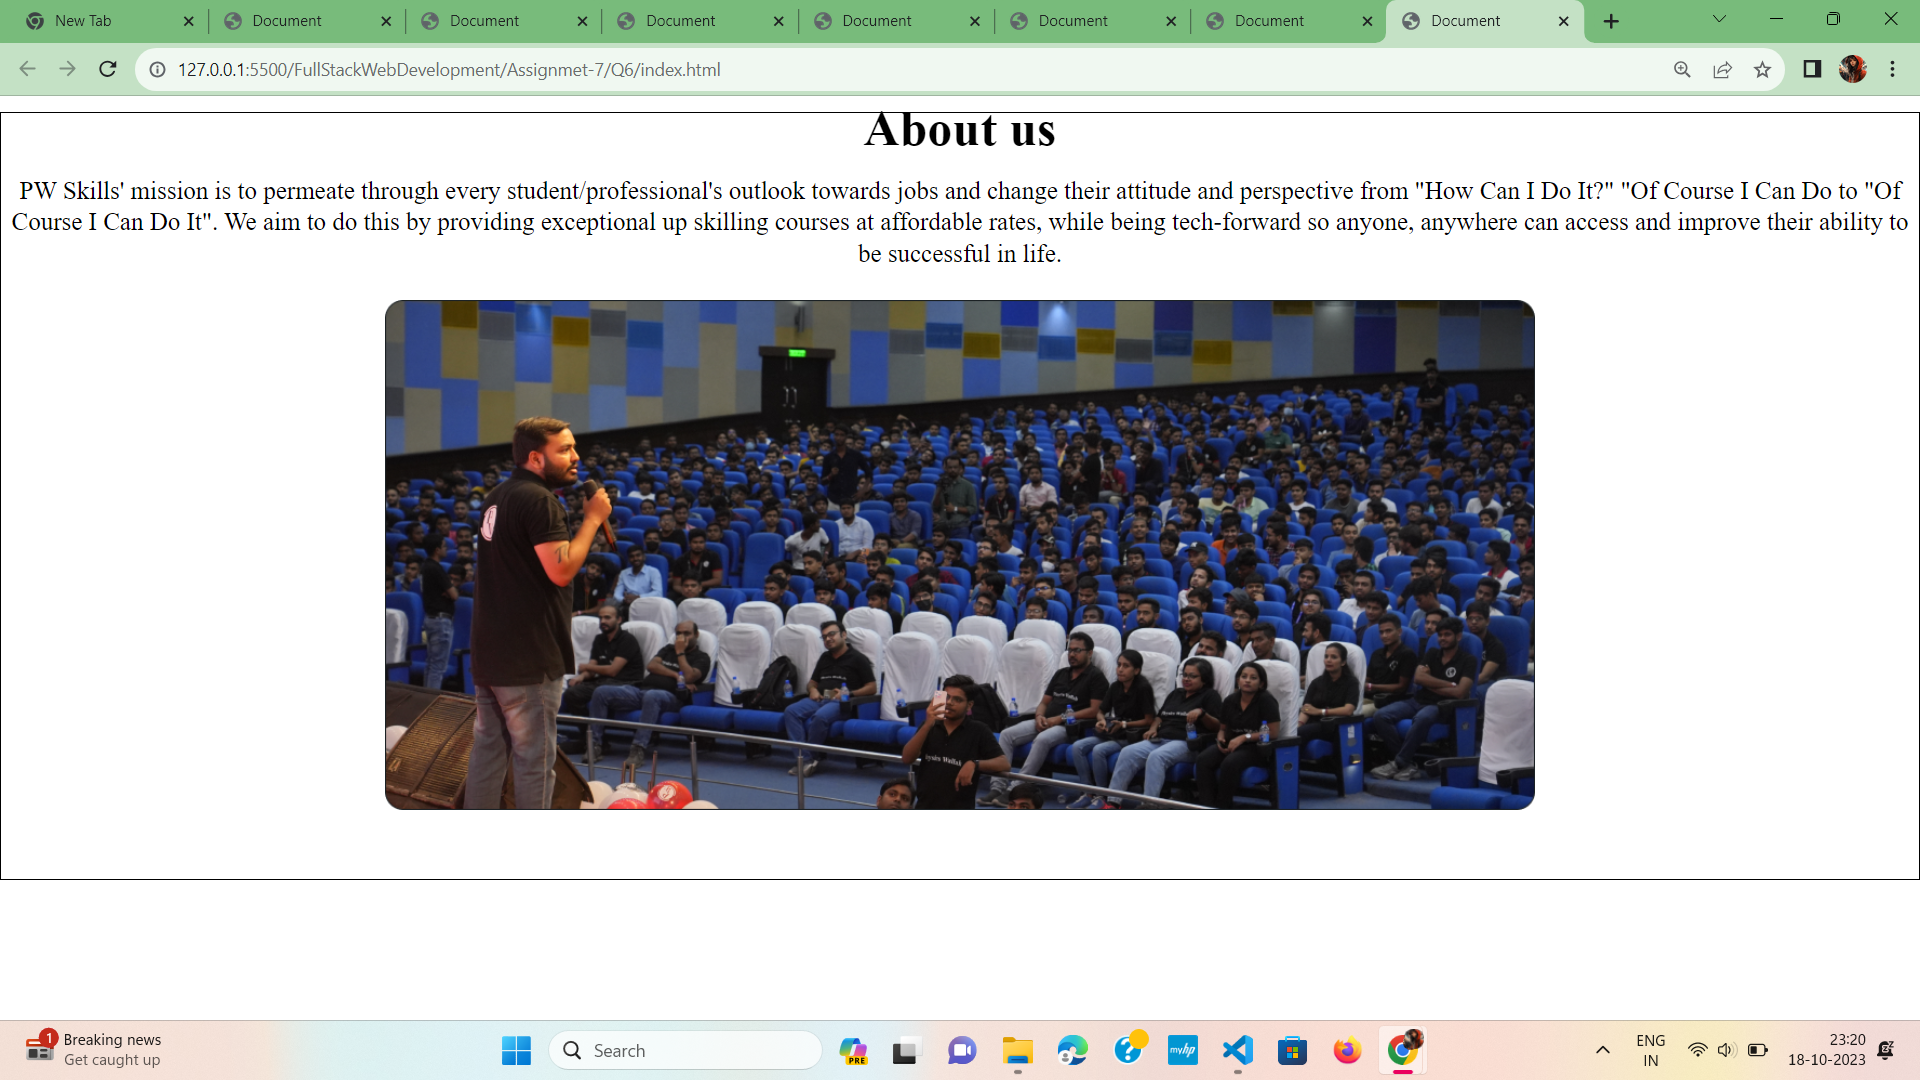 New Tab
Document
Document
Document
Document
Document
Document
Document
127.0.0.1:5500/FullStackWebDevelopment/Assignmet-7/Q6/index.html
About us
PW Skills' mission is to permeate through every student/professional's outlook towards jobs and change their attitude and perspective from "How Can I Do It?" "Of Course I Can Do to "Of
Course I Can Do It". We aim to do this by providing exceptional up skilling courses at affordable rates, while being tech-forward so anyone, anywhere can access and improve their ability to
be successful in life.
1
Breaking news
Get caught up
Search
PRE
myhp
ENG
IN
23:20
18-10-2023